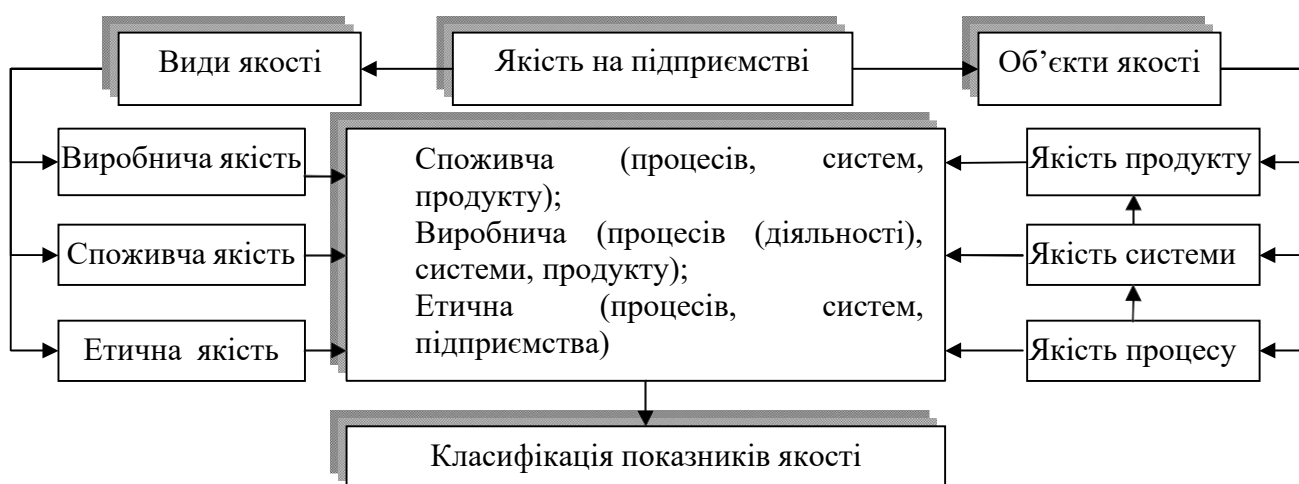 Види якості
Якість на підприємстві
Об’єкти якості
Виробнича якість
Споживча якість
Етична якість
Споживча (процесів, систем,
продукту);
Виробнича (процесів (діяльності),
системи, продукту);
Етична (процесів, систем,
підприємства)
Якість продукту
Якість системи
Якість процесу
Класифікація показників якості